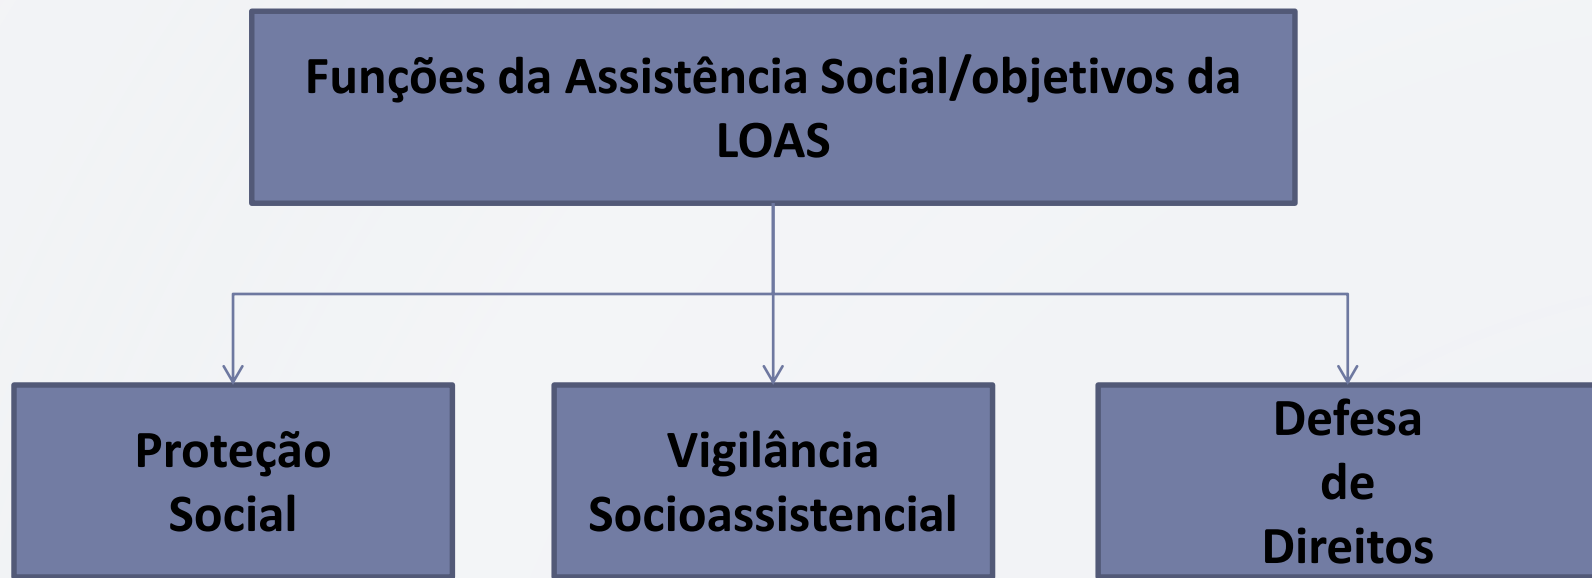 Funções da Assistência Social/objetivos da
LOAS
Proteção
Social
Vigilância
Socioassistencial
Defesa
de
Direitos